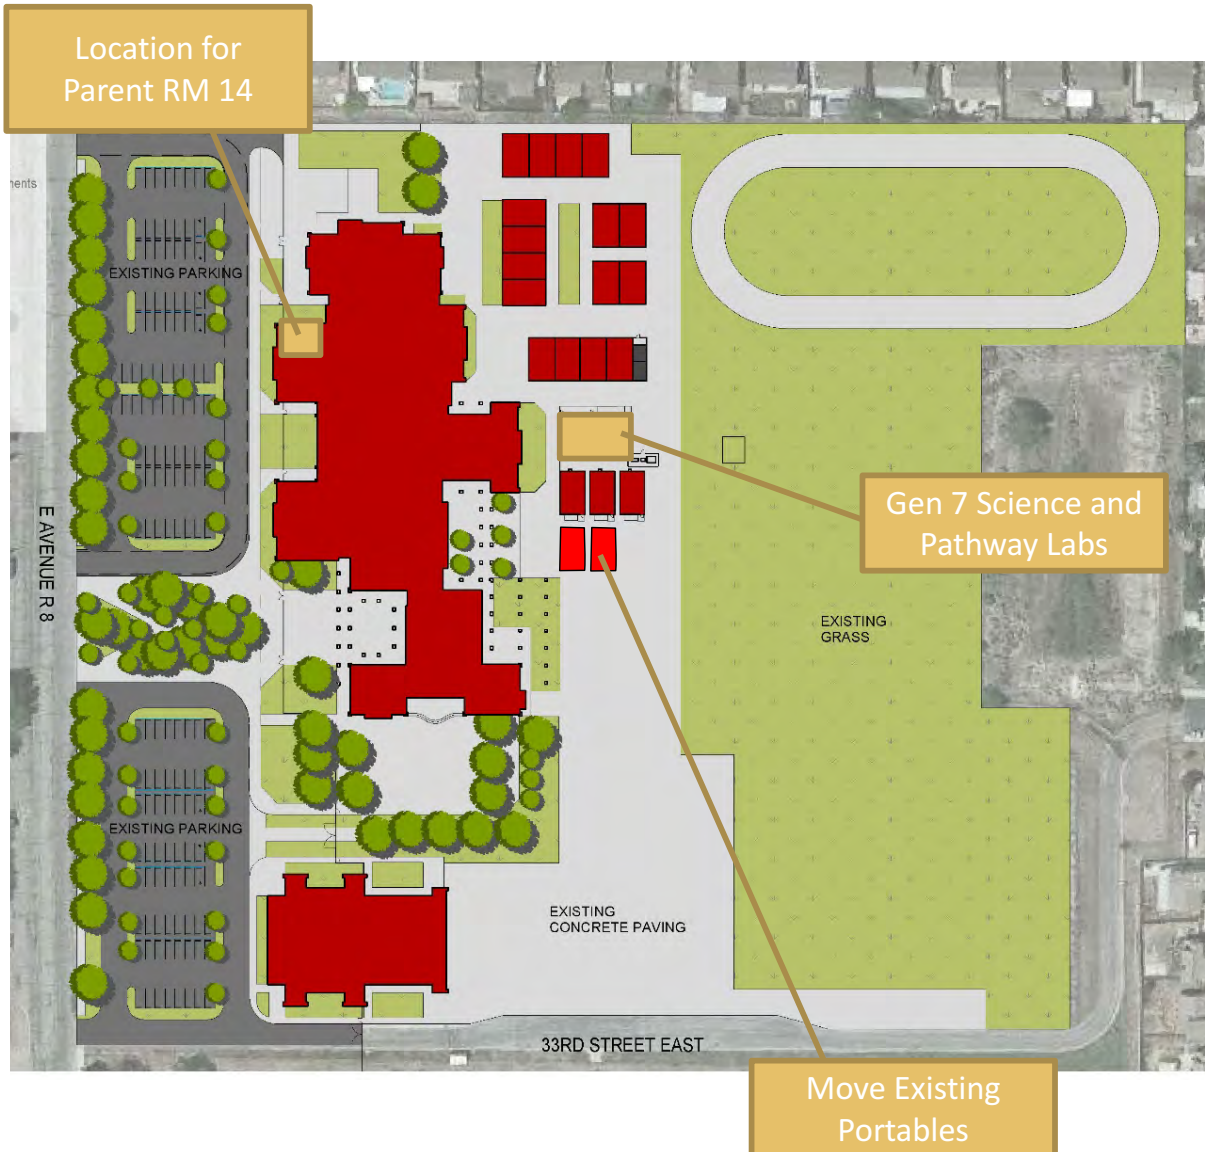 Location for
Parent RM 14
ments
EXISTING PARKING
Gen 7 Science and
Pathway Labs
E AVENUE R 8
EXISTING
GRASS
EXISTING PARKING
EXISTING
CONCRETE PAVING
33RD STREET EAST
Move Existing
Portables